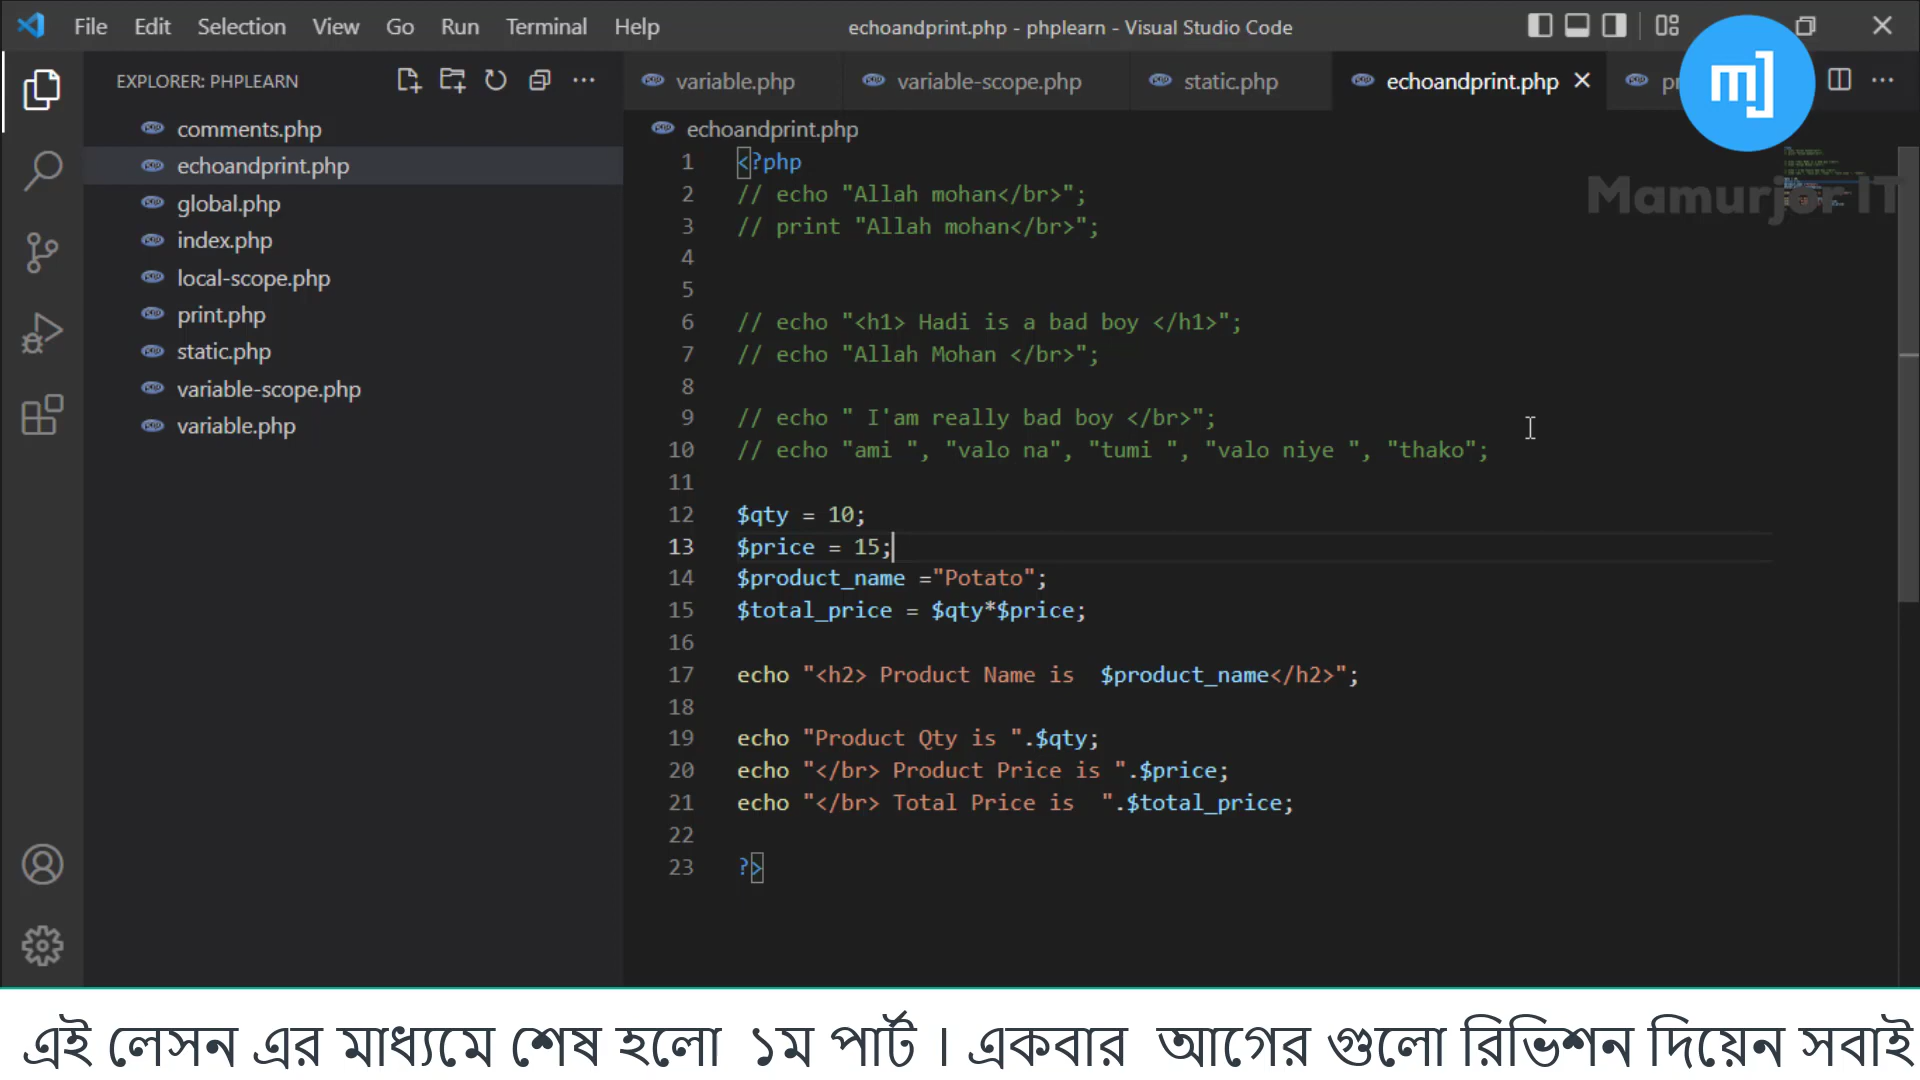 File Edit Selection View Go Run Terminal Help
echoandprint.php - phplearn - Visual Studio Code
EXPLORER: PHPLEARN
variable.php variable-scope.php static.php echoandprint.php
mj
Mamurjor IT
comments.php
echoandprint.php
global.php
index.php
local-scope.php
print.php
static.php
variable-scope.php
variable.php
echoandprint.php
1 <?php
2 // echo "Allah mohan</br>";
3 // print "Allah mohan</br>";
4
5
6 // echo "<h1> Hadi is a bad boy </h1>";
7 // echo "Allah Mohan </br>";
8
9 // echo " I'am really bad boy </br>";
10 // echo "ami ", "valo na", "tumi ", "valo niye ", "thako";
11
12 $qty = 10;
13 $price = 15;
14 $product_name ="Potato";
15 $total_price = $qty*$price;
16
17 echo "<h2> Product Name is  $product_name</h2>";
18
19 echo "Product Qty is ".$qty;
20 echo "</br> Product Price is ".$price;
21 echo "</br> Total Price is  ".$total_price;
22
23 ?>
এই লেসন এর মাধ্যমে শেষ হলো ১ম পার্ট । একবার আগের গুলো রিভিশন দিয়েন সবাই